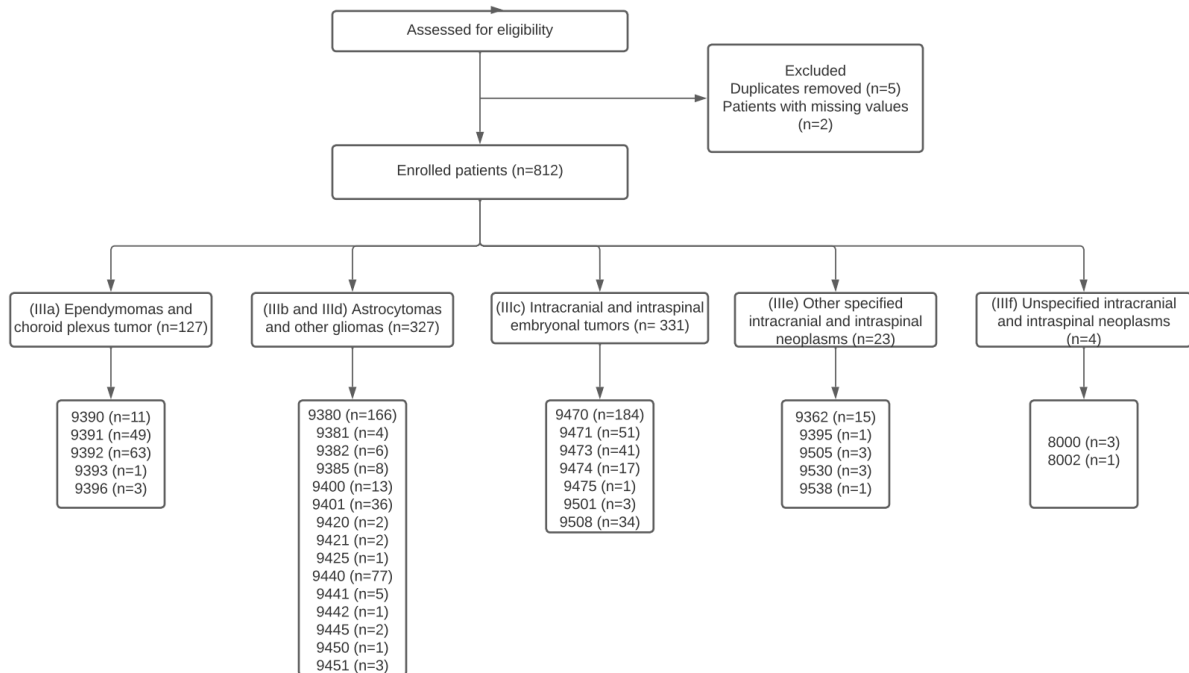 Assessed for eligibility
Excluded
Duplicates removed (n=5)
Patients with missing values
(n=2)
Enrolled patients (n=812)
(IIIa) Ependymomas and
choroid plexus tumor (n=127)
(IIIb and IIId) Astrocytomas
and other gliomas (n=327)
(IIIc) Intracranial and intraspinal
embryonal tumors (n= 331)
(IIIe) Other specified
intracranial and intraspinal
neoplasms (n=23)
(IIIf) Unspecified intracranial
and intraspinal neoplasms
(n=4)
9390 (n=11)
9391 (n=49)
9392 (n=63)
9393 (n=1)
9396 (n=3)
9380 (n=166)
9381 (n=4)
9382 (n=6)
9385 (n=8)
9400 (n=13)
9401 (n=36)
9420 (n=2)
9421 (n=2)
9425 (n=1)
9440 (n=77)
9441 (n=5)
9442 (n=1)
9445 (n=2)
9450 (n=1)
9451 (n=3)
9470 (n=184)
9471 (n=51)
9473 (n=41)
9474 (n=17)
9475 (n=1)
9501 (n=3)
9508 (n=34)
9362 (n=15)
9395 (n=1)
9505 (n=3)
9530 (n=3)
9538 (n=1)
8000 (n=3)
8002 (n=1)